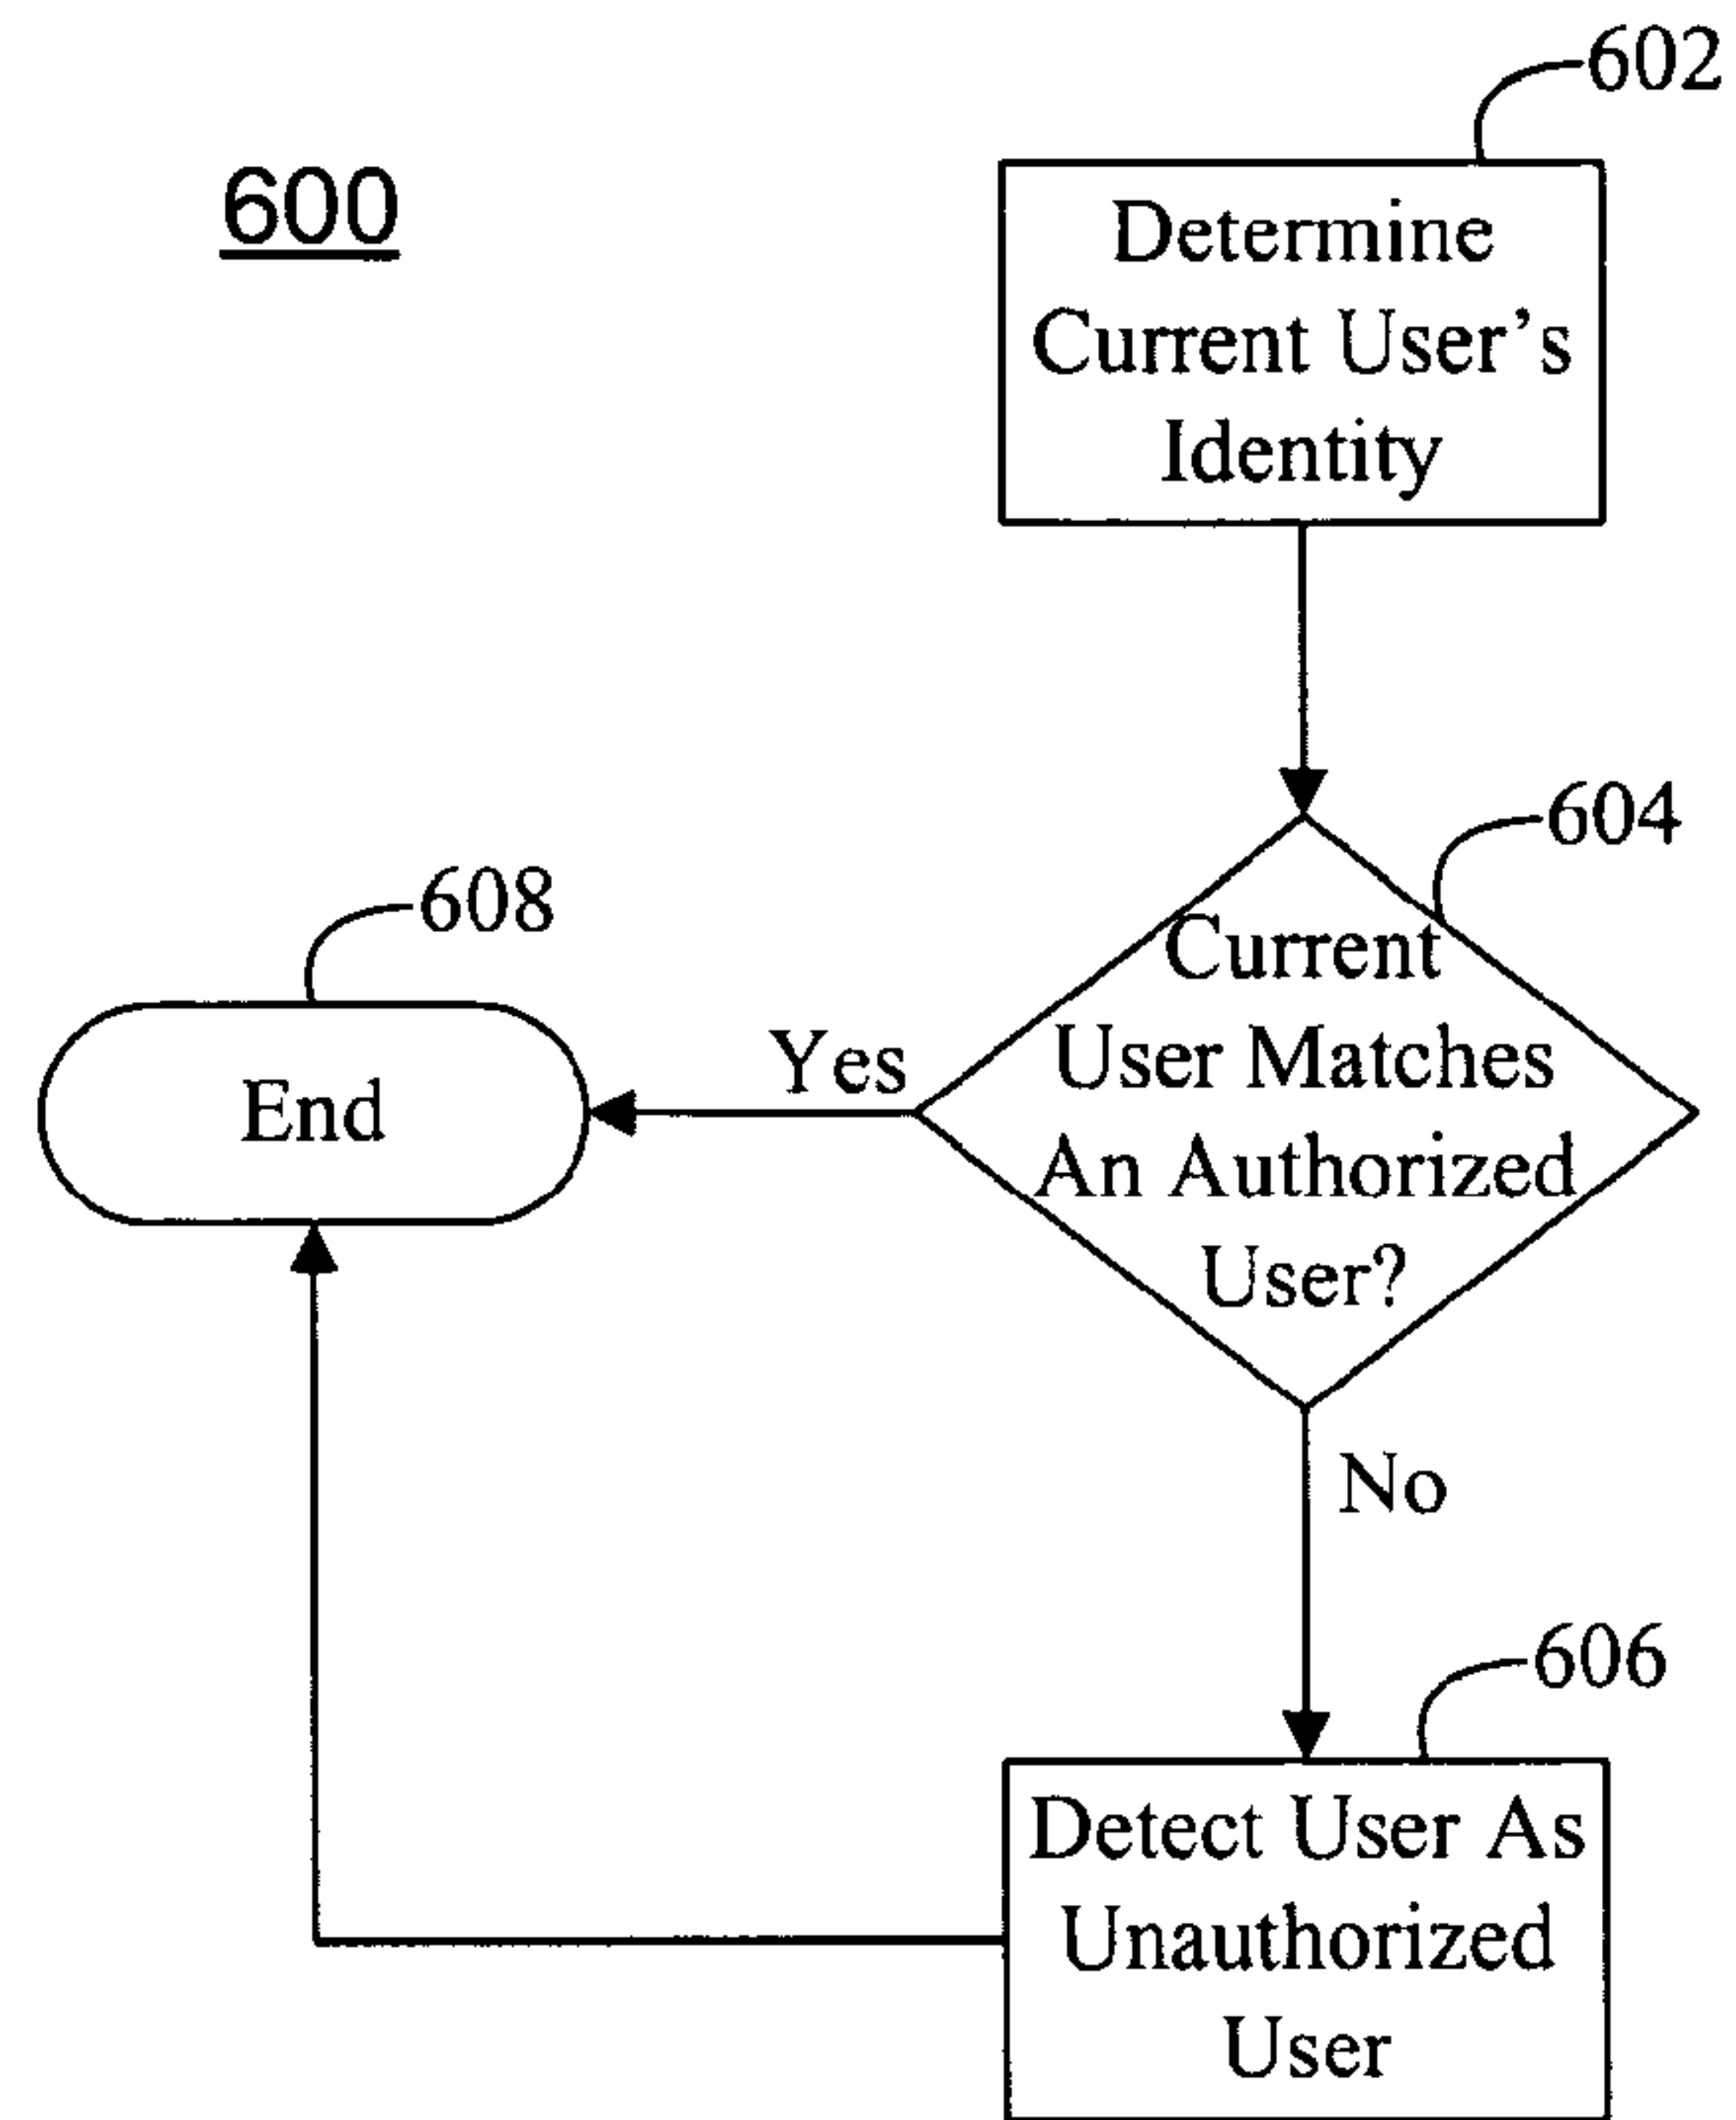 602
600
Determine
Current User's
Identity
604
608
Current
User Matches
An Authorized
User?
Yes
End
No
606
Detect User As
Unauthorized
User